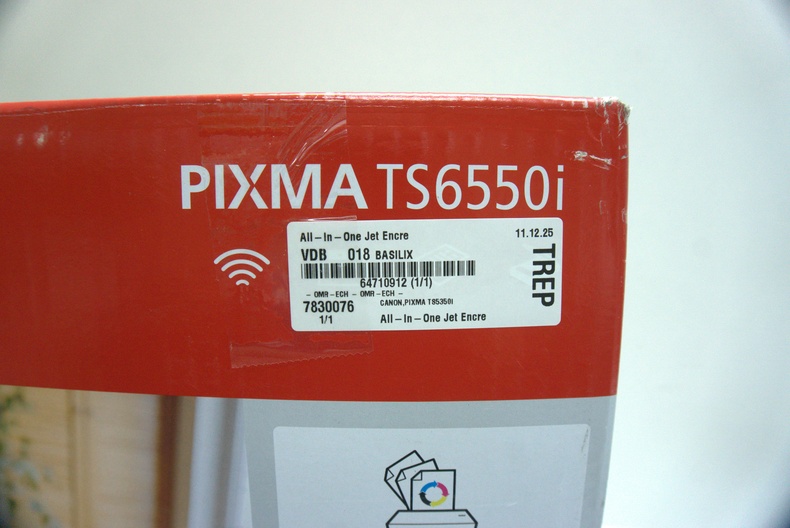 PIXMA TS6550i
All-In-One Jet Encre 11.12.25
VDB 018 BASILIX
TREP
64710912 (1/1)
- OMR-ECH - OMR-ECH -
7830076 CANON,PIXMA TS5350I
1/1 All-In-One Jet Encre